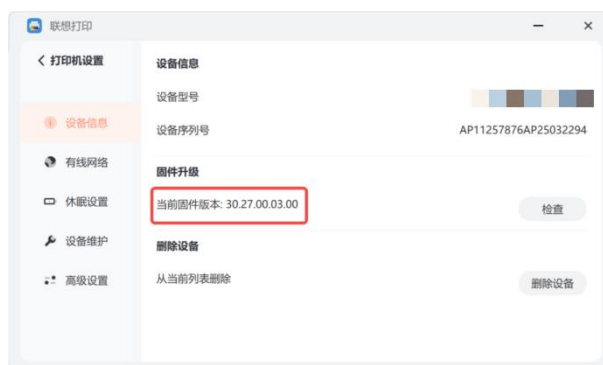 联想打印
打印机设置
设备信息
有线网络
休眠设置
设备维护
高级设置
设备信息
设备型号
设备序列号 AP11257876AP25032294
固件升级
当前固件版本: 30.27.00.03.00 检查
删除设备
从当前列表删除 删除设备